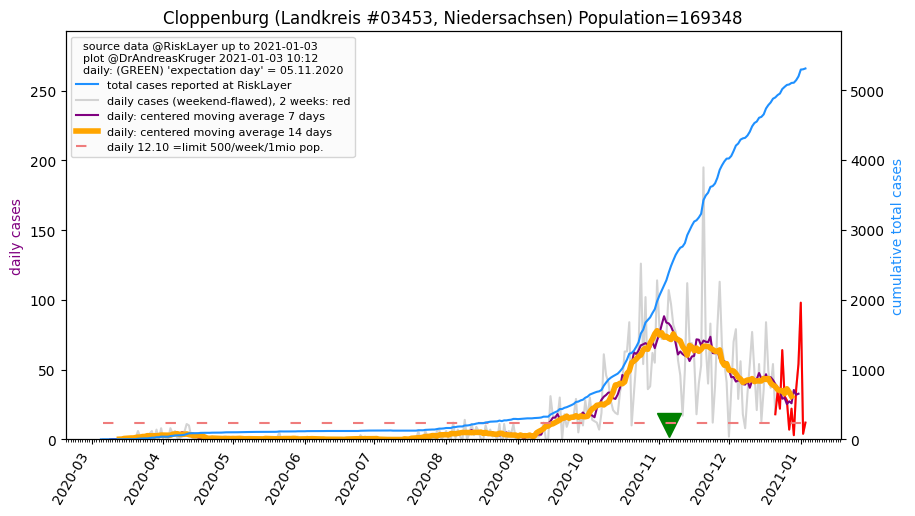 Cloppenburg (Landkreis #03453, Niedersachsen) Population=169348
source data @RiskLayer up to 2021-01-03
plot @DrAndreasKruger 2021-01-03 10:12
daily: (GREEN) 'expectation day' = 05.11.2020
total cases reported at RiskLayer
daily cases (weekend-flawed), 2 weeks: red
daily: centered moving average 7 days
daily: centered moving average 14 days
daily 12.10 =limit 500/week/1mio pop.
daily cases
250
200
150
100
50
0
cumulative total cases
5000
4000
3000
2000
1000
0
2020-03
2020-04
2020-05
2020-06
2020-07
2020-08
2020-09
2020-10
2020-11
2020-12
2021-01